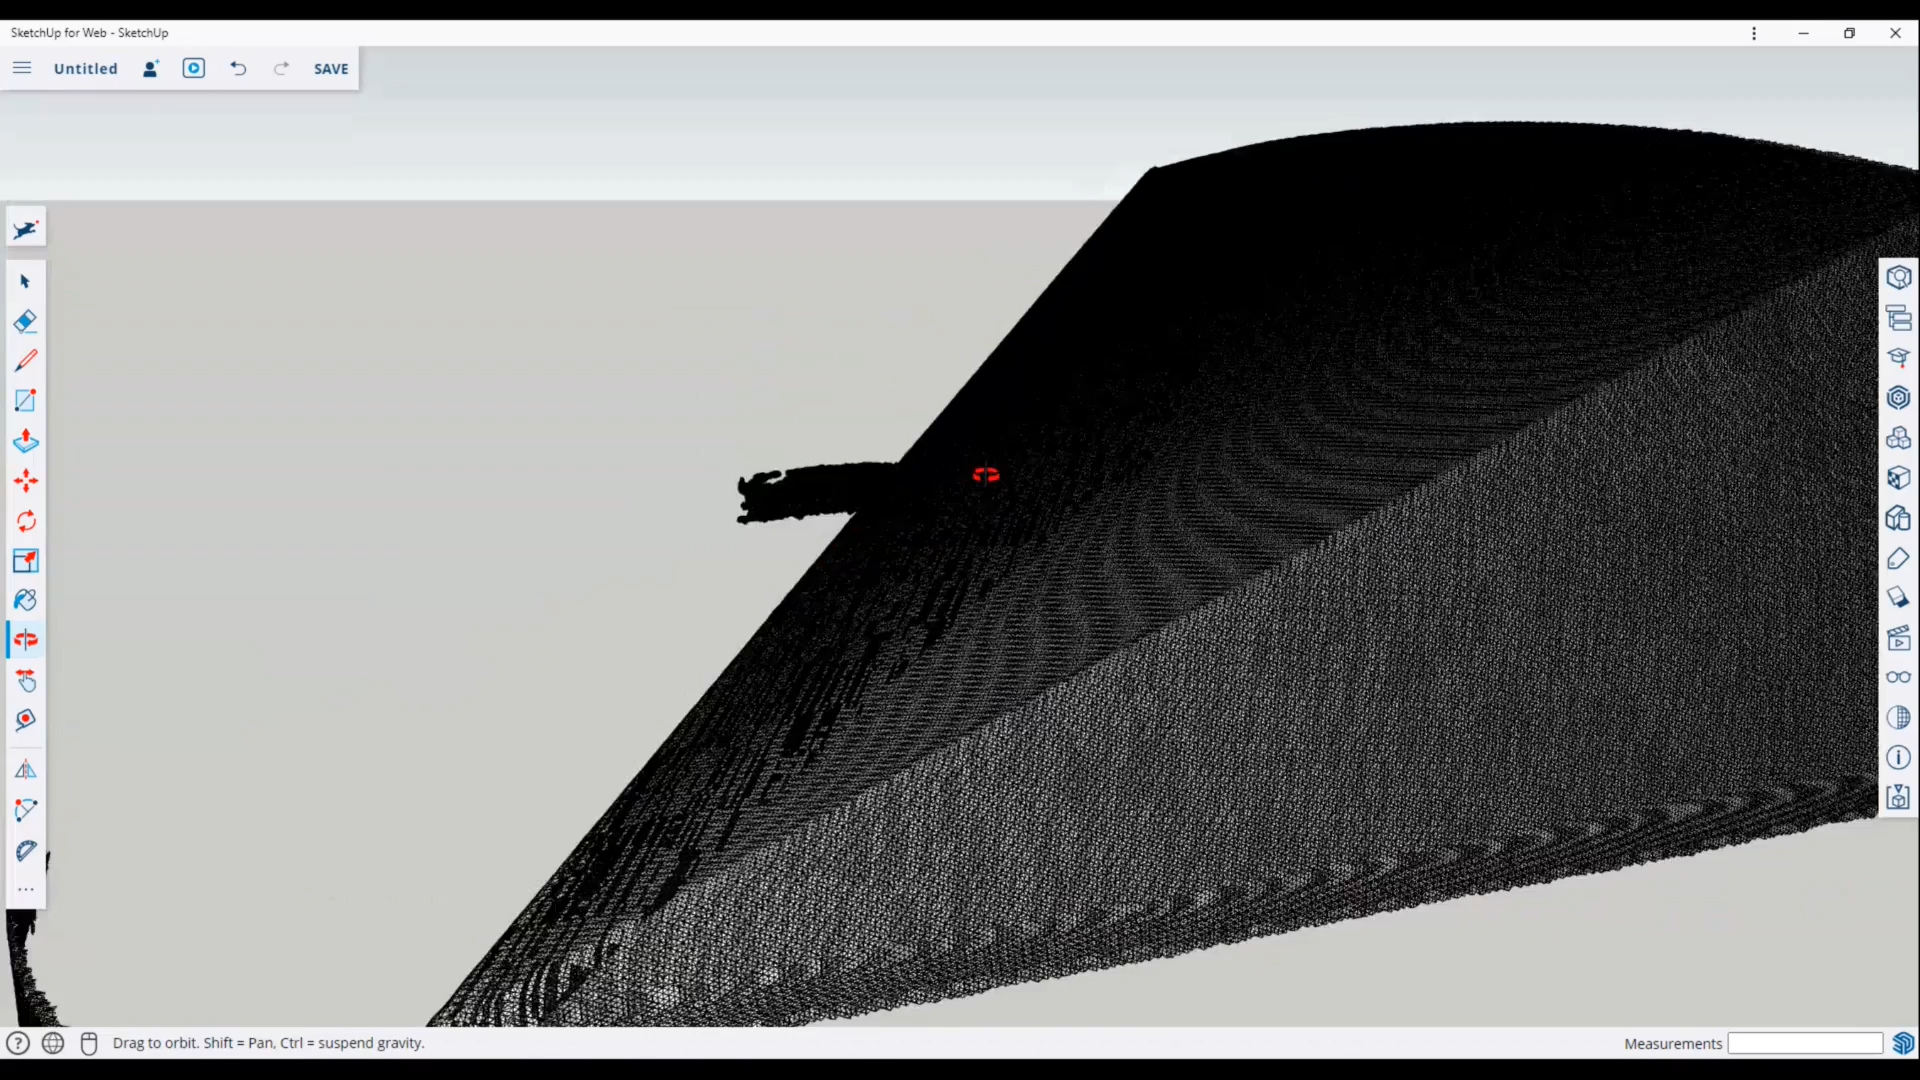 SketchUp for Web - SketchUp
Untitled
SAVE
Drag to orbit. Shift = Pan, Ctrl = suspend gravity.
Measurements